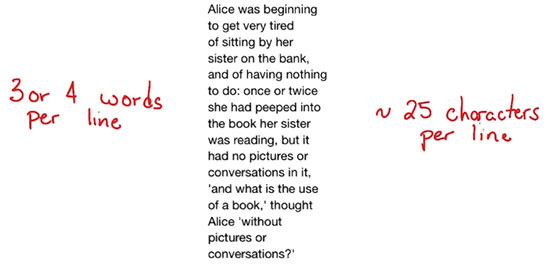 3 or 4 words
per line
Alice was beginning
to get very tired
of sitting by her
sister on the bank,
and of having nothing
to do: once or twice
she had peeped into
the book her sister
was reading, but it
had no pictures or
conversations in it,
'and what is the use
of a book,' thought
Alice 'without
pictures or
conversations?'
~ 25 characters
per line